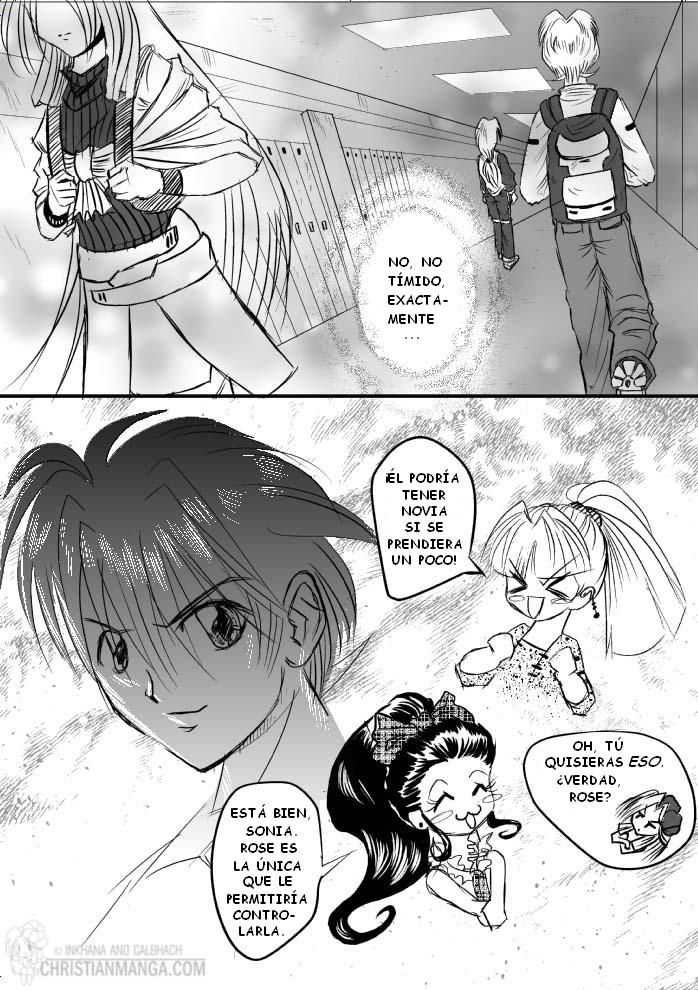 NO, NO
TÍMIDO,
EXACTA-
MENTE
...
¡ÉL PODRÍA
TENER
NOVIA
SI SE
PRENDIERA
UN POCO!
OH, TÚ
QUISIERAS ESO.
¿VERDAD,
ROSE?
ESTÁ BIEN,
SONIA.
ROSE ES
LA ÚNICA
QUE LE
PERMITIRÍA
CONTRO-
LARLA.
© INKHANA AND CALBHACH
CHRISTIANMANGA.COM